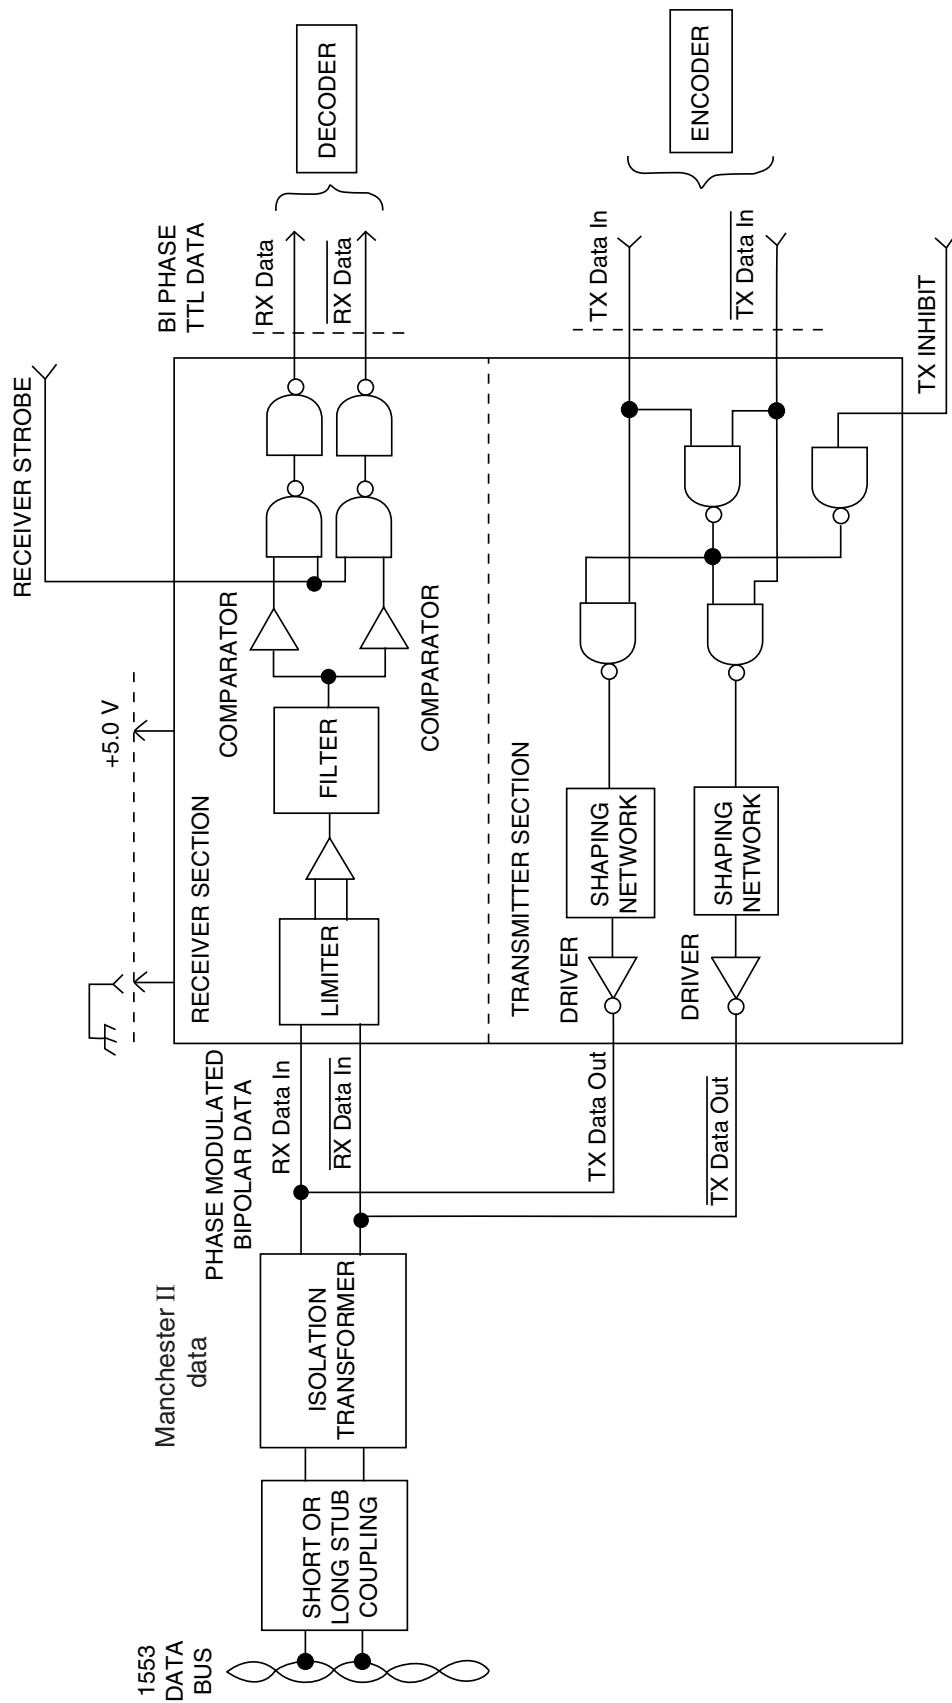 1553
DATA
BUS
SHORT OR
LONG STUB
COUPLING
Manchester II
data
ISOLATION
TRANSFORMER
PHASE MODULATED
BIPOLAR DATA
RX Data In
RX Data In
TX Data Out
TX Data Out
+5.0 V
RECEIVER SECTION
LIMITER
FILTER
COMPARATOR
COMPARATOR
RECEIVER STROBE
BI PHASE
TTL DATA
RX Data
RX Data
DECODER
TRANSMITTER SECTION
DRIVER
SHAPING
NETWORK
DRIVER
SHAPING
NETWORK
TX Data In
TX Data In
TX INHIBIT
ENCODER